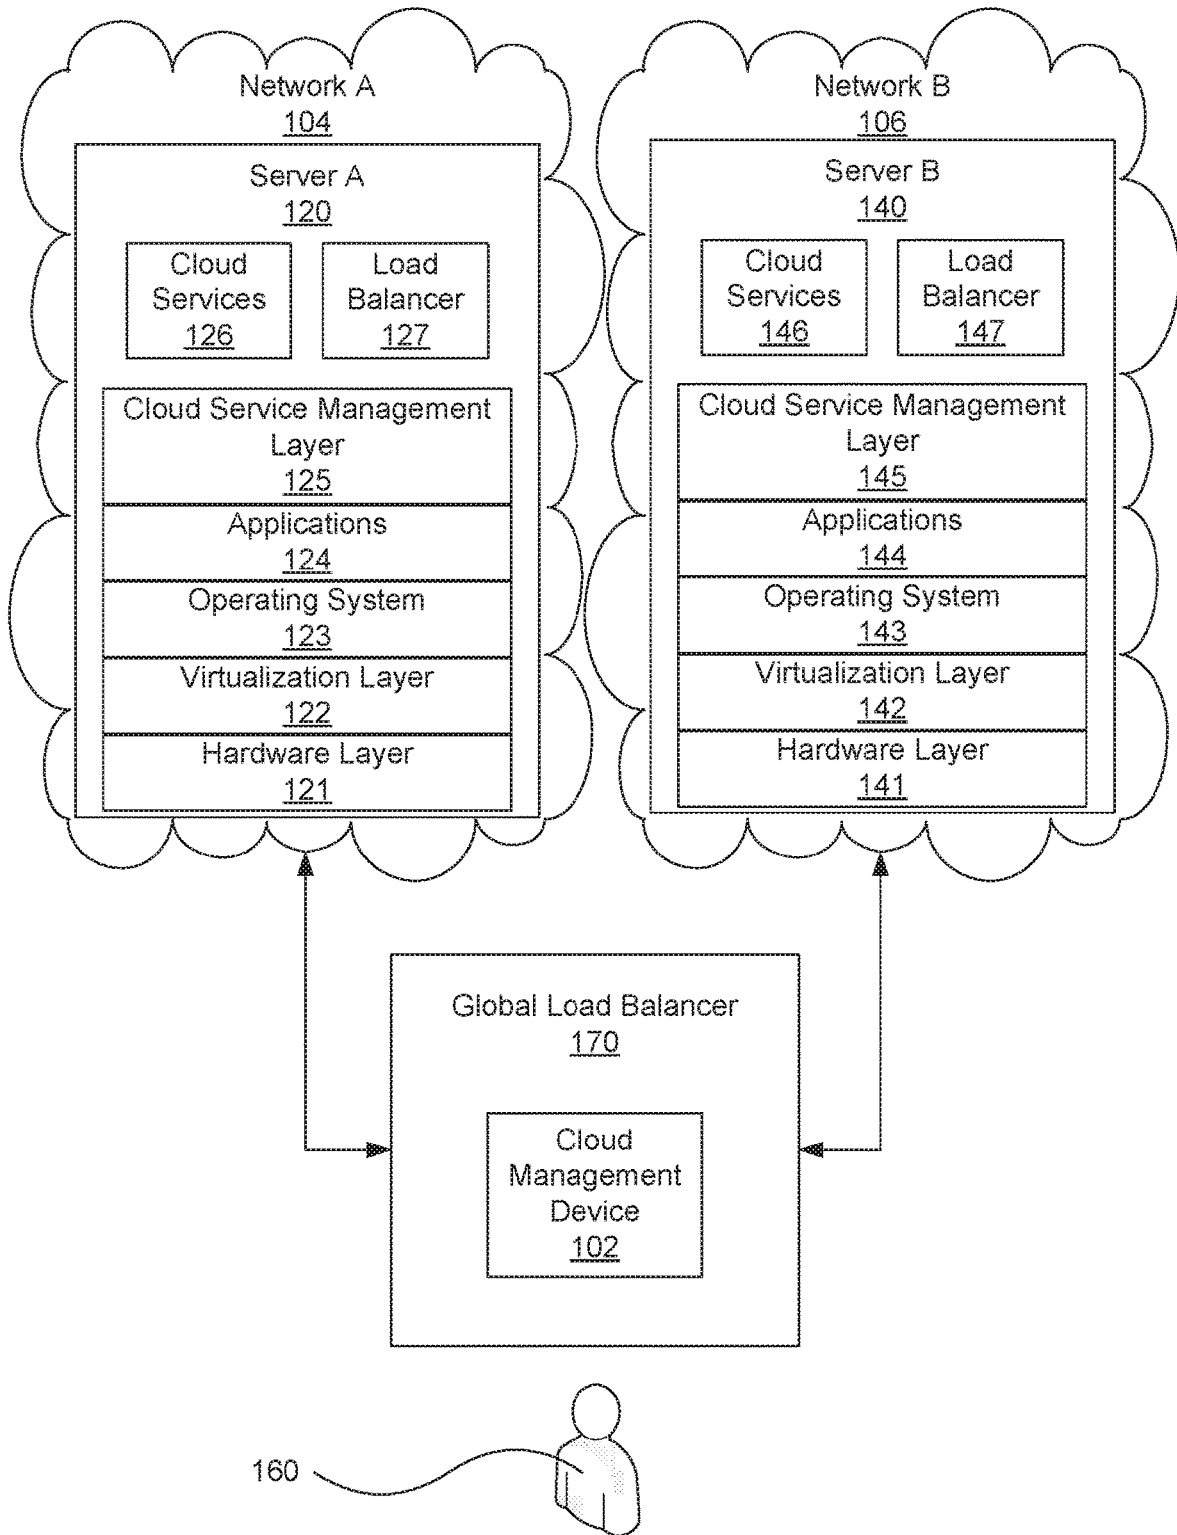 Network A
104
Server A
120
Cloud
Services
126
Load
Balancer
127
Cloud Service Management
Layer
125
Applications
124
Operating System
123
Virtualization Layer
122
Hardware Layer
121
Network B
106
Server B
140
Cloud
Services
146
Load
Balancer
147
Cloud Service Management
Layer
145
Applications
144
Operating System
143
Virtualization Layer
142
Hardware Layer
141
Global Load Balancer
170
Cloud
Management
Device
102
160